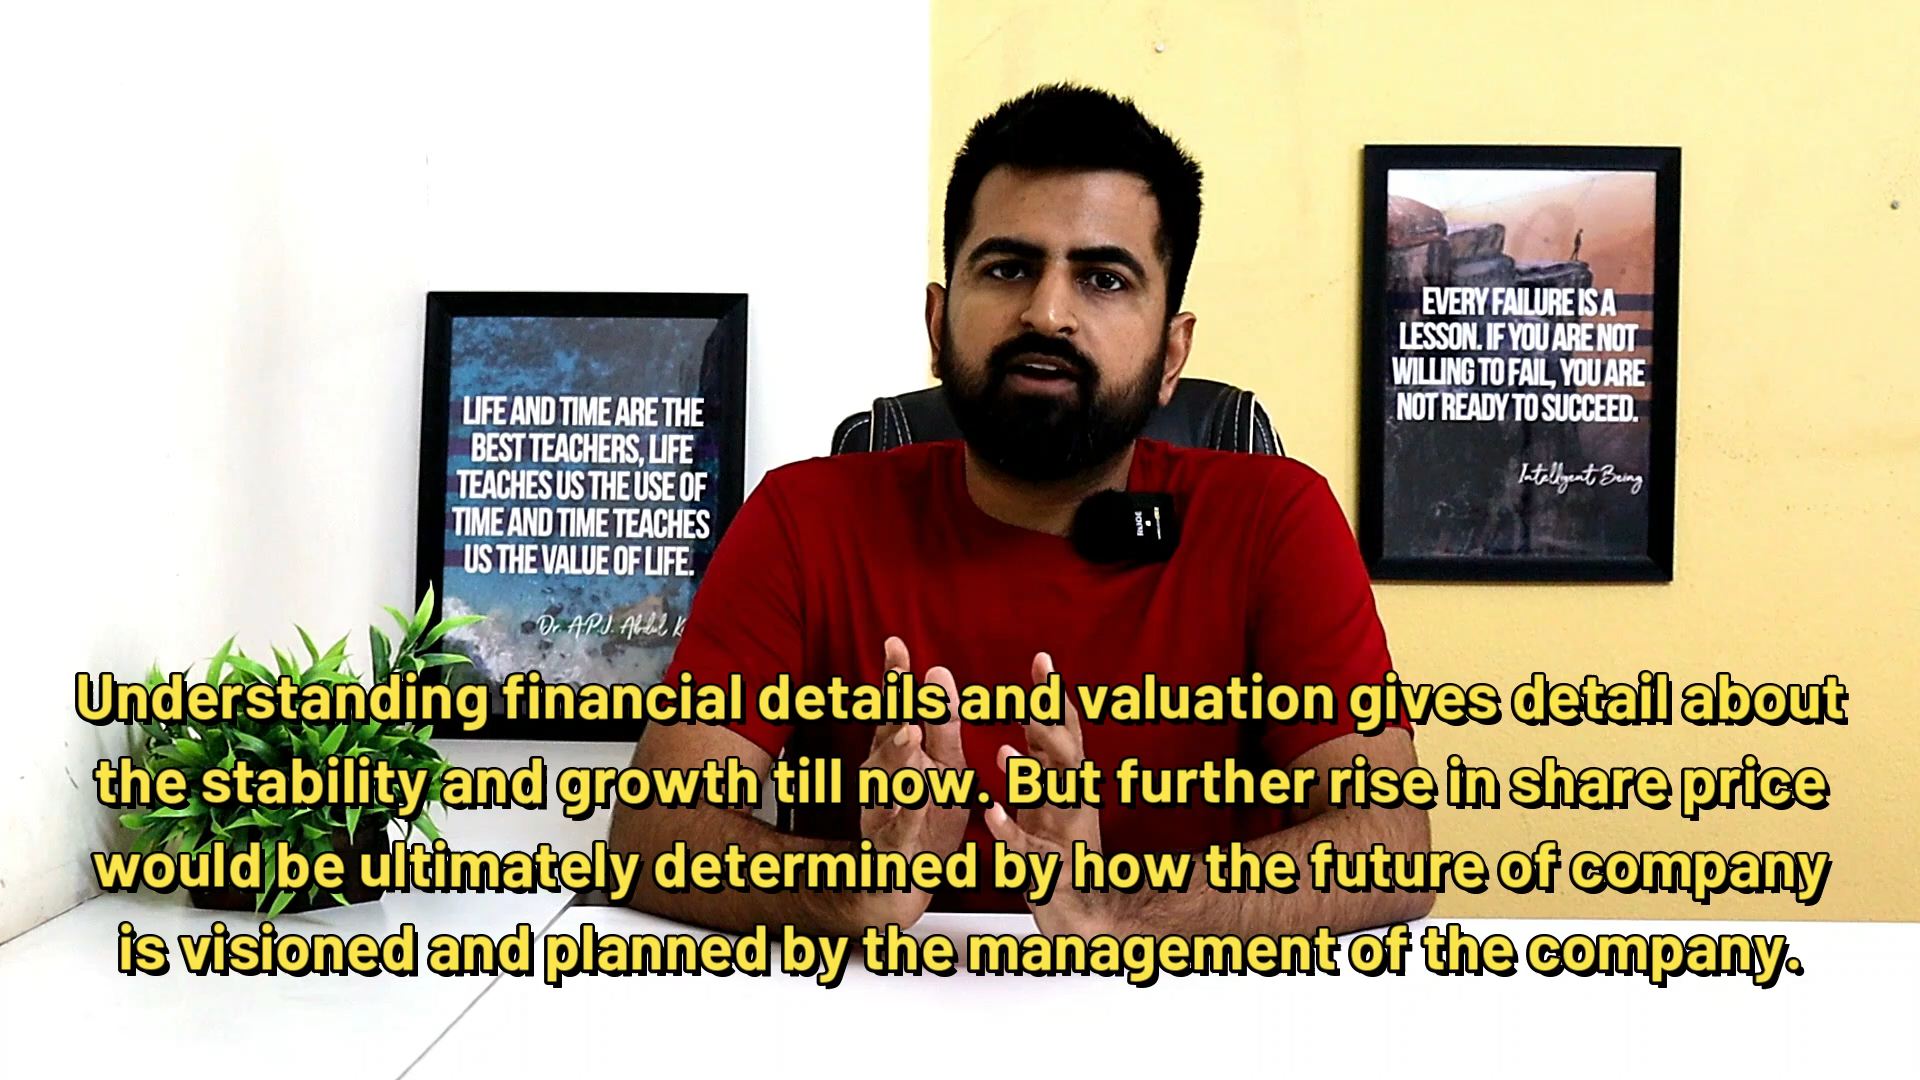 LIFE AND TIME ARE THE
BEST TEACHERS, LIFE
TEACHES US THE USE OF
TIME AND TIME TEACHES
US THE VALUE OF LIFE.
Dr. A.P.J. Abdul
EVERY FAILURE IS A
LESSON. IF YOU ARE NOT
WILLING TO FAIL, YOU ARE
NOT READY TO SUCCEED.
Intelligent Being
RØDE
Understanding financial details and valuation gives detail about
the stability and growth till now. But further rise in share price
would be ultimately determined by how the future of company
is visioned and planned by the management of the company.